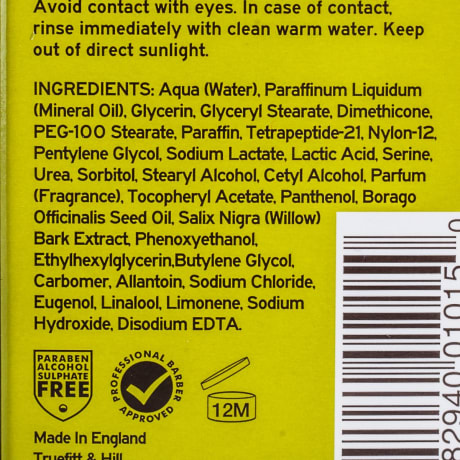 Avoid contact with eyes. In case of contact,
rinse immediately with clean warm water. Keep
out of direct sunlight.
INGREDIENTS: Aqua (Water), Paraffinum Liquidum
(Mineral Oil), Glycerin, Glyceryl Stearate, Dimethicone,
PEG-100 Stearate, Paraffin, Tetrapeptide-21, Nylon-12,
Pentylene Glycol, Sodium Lactate, Lactic Acid, Serine,
Urea, Sorbitol, Stearyl Alcohol, Cetyl Alcohol, Parfum
(Fragrance), Tocopheryl Acetate, Panthenol, Borago
Officinalis Seed Oil, Salix Nigra (Willow)
Bark Extract, Phenoxyethanol,
Ethylhexylglycerin,Butylene Glycol,
Carbomer, Allantoin, Sodium Chloride,
Eugenol, Linalool, Limonene, Sodium
Hydroxide, Disodium EDTA.
PARABEN
ALCOHOL
SULPHATE
FREE
PROFESSIONAL BARBER
APPROVED
12M
Made In England
Truefitt & Hill
82940 01015 0